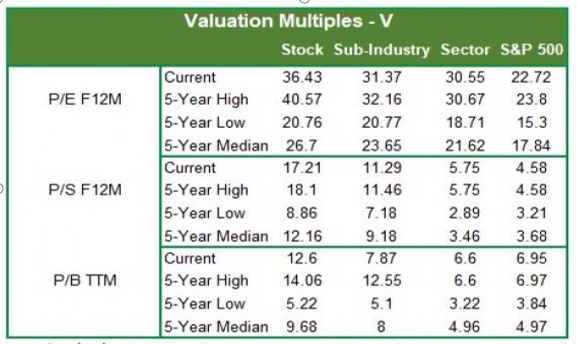 Valuation Multiples - V
Stock Sub-Industry Sector S&P 500
Current 36.43 31.37 30.55 22.72
P/E F12M 5-Year High 40.57 32.16 30.67 23.8
5-Year Low 20.76 20.77 18.71 15.3
5-Year Median 26.7 23.65 21.62 17.84
Current 17.21 11.29 5.75 4.58
P/S F12M 5-Year High 18.1 11.46 5.75 4.58
5-Year Low 8.86 7.18 2.89 3.21
5-Year Median 12.16 9.18 3.46 3.68
Current 12.6 7.87 6.6 6.95
P/B TTM 5-Year High 14.06 12.55 6.6 6.97
5-Year Low 5.22 5.1 3.22 3.84
5-Year Median 9.68 8 4.96 4.97